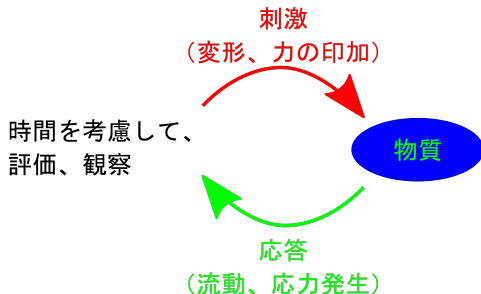 刺激
（変形、力の印加）
時間を考慮して、
評価、観察
物質
応答
（流動、応力発生）